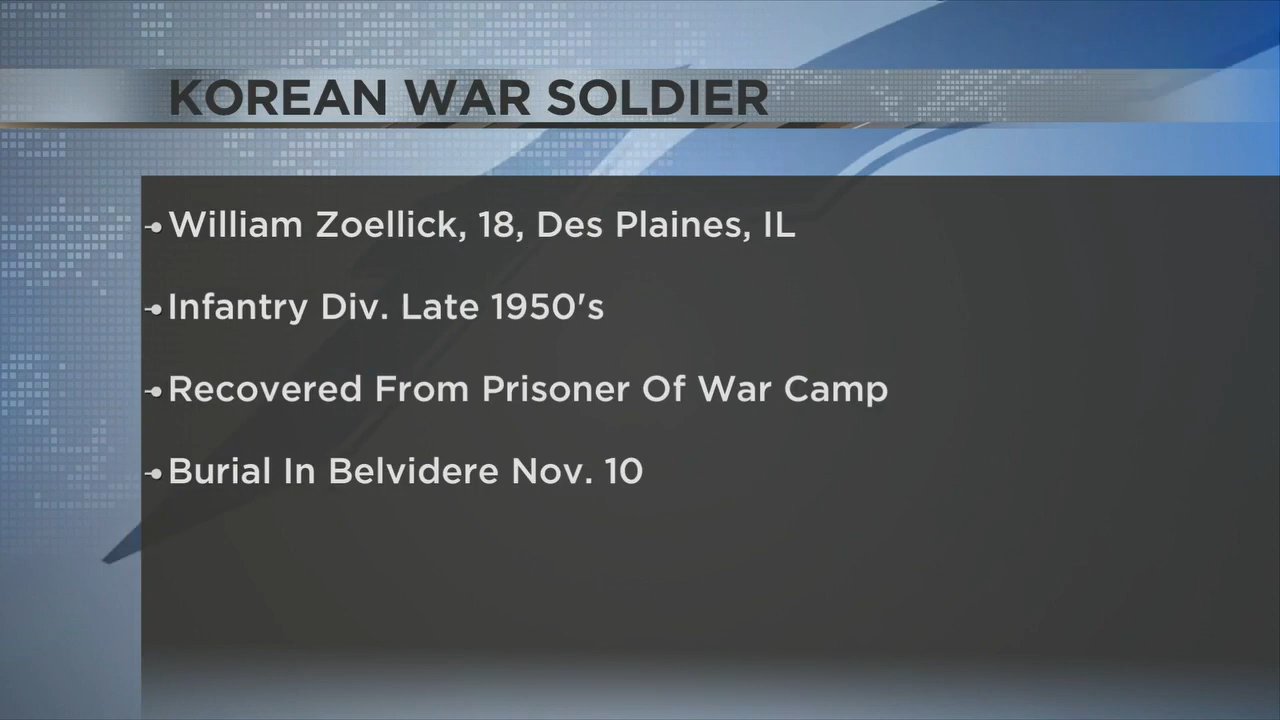 KOREAN WAR SOLDIER
William Zoellick, 18, Des Plaines, IL
Infantry Div. Late 1950's
Recovered From Prisoner Of War Camp
Burial In Belvidere Nov. 10